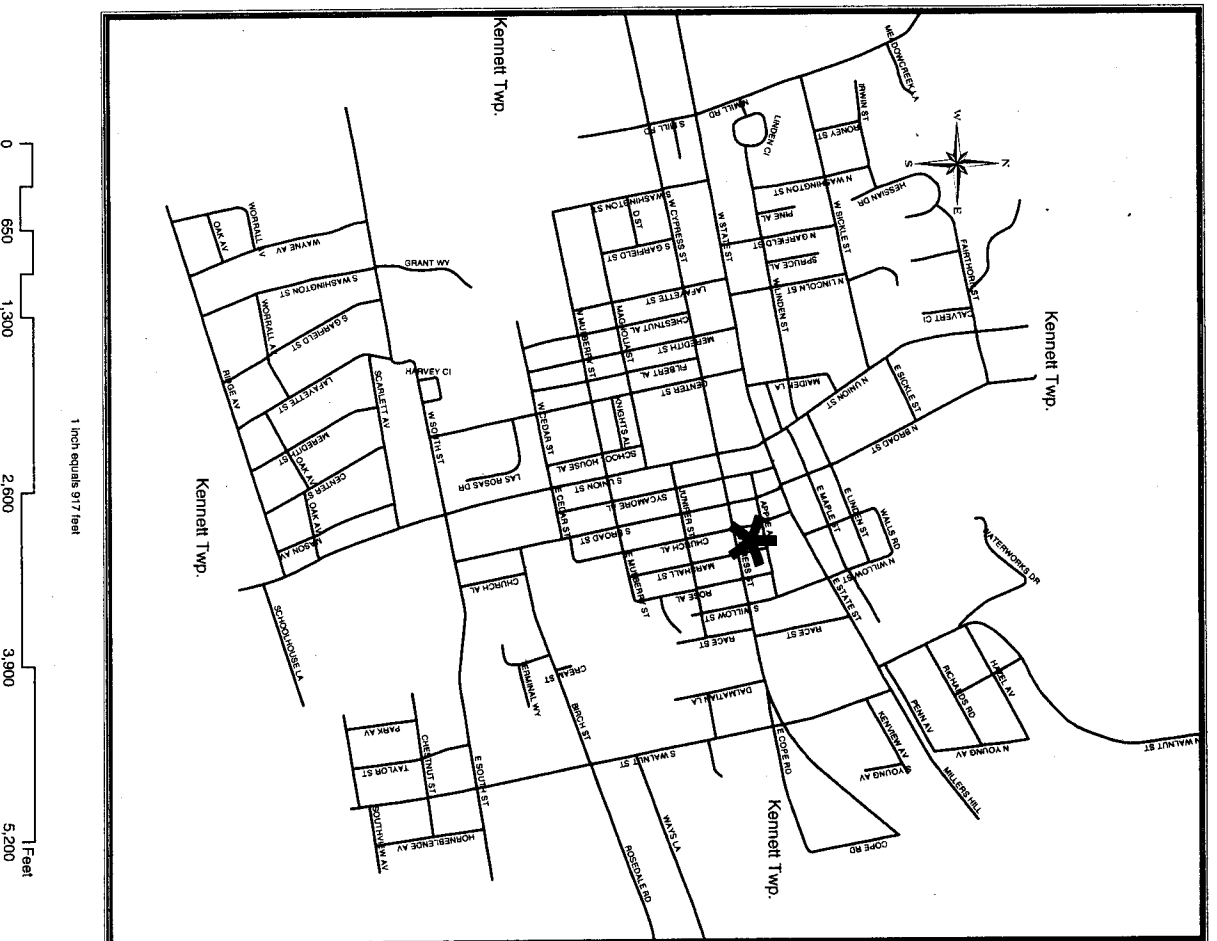 Kennett Twp.
MEADOWCREEK LA
IRWIN ST
RONEY ST
N MILL RD
S MILL RD
LINDEN CI
W
N
S
E
HESSIAN DR
N WASHINGTON ST
S WASHINGTON ST
PINE AL
W SICKLE ST
D ST
W CYPRESS ST
W STATE ST
N GARFIELD ST
S GARFIELD ST
SPRUCE AL
FAIRTHORN ST
WORRALL AV
OAK AV
WAYNE AV
GRANT WY
S WASHINGTON ST
N LINCOLN ST
W LINDEN ST
LAFAYETTE ST
CALVERT CI
Kennett Twp.
WORRALL AV
S GARFIELD ST
W MULBERRY ST
MAGNOLIA ST
CHESTNUT AL
MEREDITH ST
FILBERT AL
CENTER ST
MAIDEN LA
N UNION ST
E SICKLE ST
N BROAD ST
RIDGE AV
LAFAYETTE ST
SCARLETT AV
HARVEY CI
W SOUTH ST
W CEDAR ST
KNIGHTS AL
SCHOOL HOUSE AL
MEREDITH ST
OAK AV
CENTER ST
OAK AV
MASON AV
LAS ROSAS DR
S UNION ST
SYCAMORE AL
JUNIPER ST
E CEDAR ST
S BROAD ST
CHURCH AL
E MAPLE ST
E LINDEN ST
WALLS RD
Kennett Twp.
WATERWORKS DR
N WILLOW ST
E STATE ST
MARSHALL ST
ROSE AL
E MULBERRY ST
S WILLOW ST
RACE ST
RACE ST
CHURCH AL
SCHOOLHOUSE LA
CREAM ST
TERMINAL WY
BIRCH ST
DALMATIAN LA
HAZEL AV
RICHARDS RD
PENN AV
N YOUNG AV
N WALNUT ST
KENVIEW AV
S YOUNG AV
MILLERS HILL
E COPE RD
S WALNUT ST
PARK AV
CHESTNUT ST
TAYLOR ST
E SOUTH ST
SOUTHVIEW AV
HORNEBLENDE AV
WAYS LA
ROSEDALE RD
COPE RD
Kennett Twp.
0 650 1,300 2,600 3,900 5,200
Feet
1 inch equals 917 feet